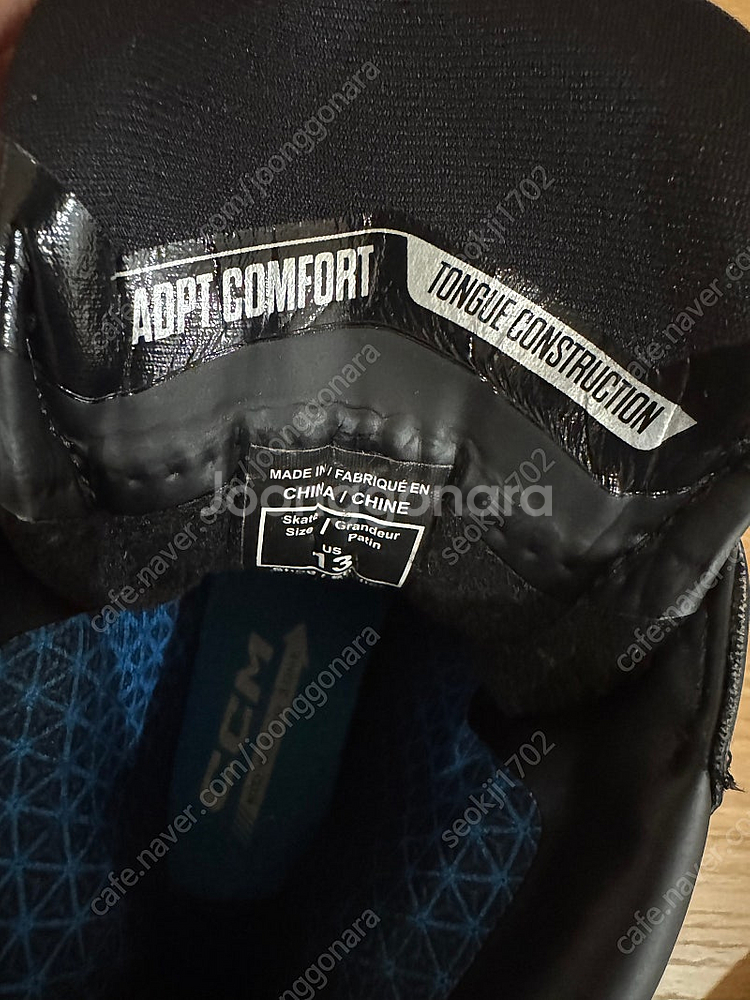 ADPT COMFORT
TONGUE CONSTRUCTION
MADE IN / FABRIQUÉ EN
CHINA / CHINE
Skate / Grandeur
Size / Patin
US
13
CCM
Joonggonara
cafe.naver.com/joonggonara
seokij1702